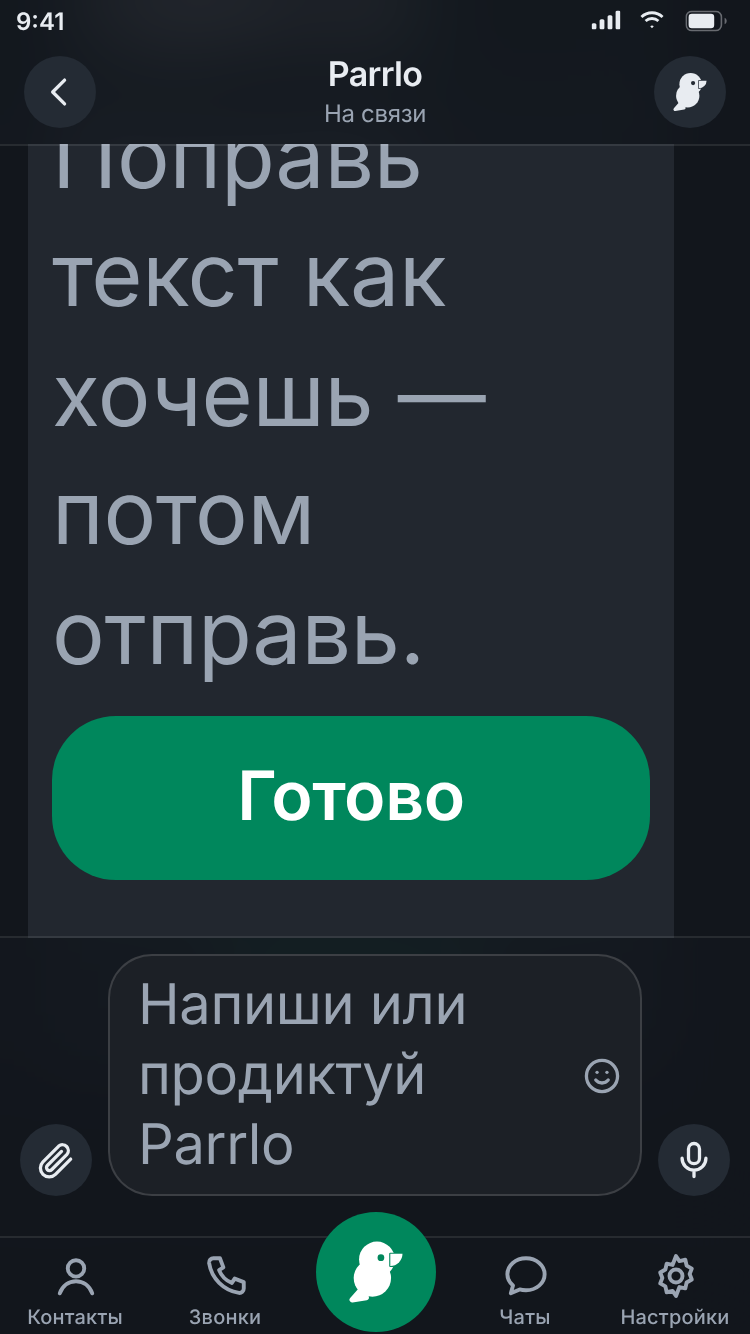 9:41
Parrlo
На связи
Поправь
текст как
хочешь —
потом
отправь.
Готово
Напиши или
продиктуй
Parrlo
Контакты
Звонки
Чаты
Настройки